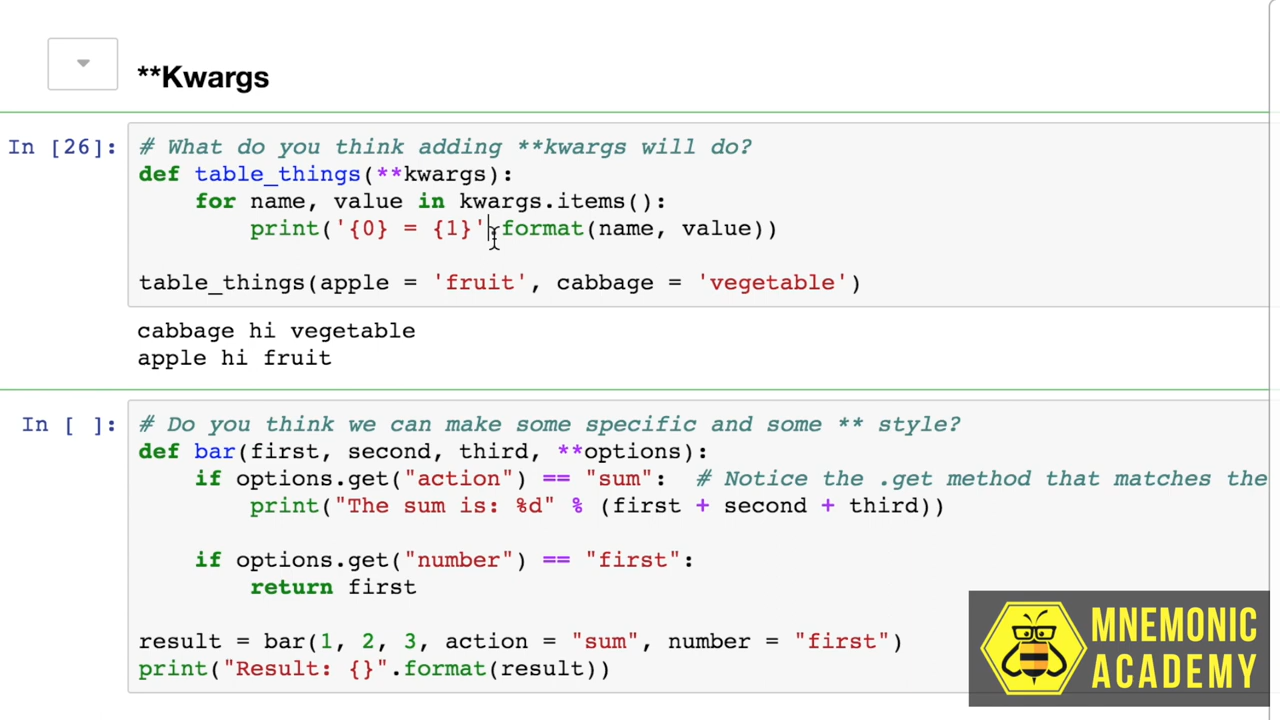 **Kwargs
In [26]:
# What do you think adding **kwargs will do?
def table_things(**kwargs):
    for name, value in kwargs.items():
        print('{0} = {1}'.format(name, value))
table_things(apple = 'fruit', cabbage = 'vegetable')
cabbage hi vegetable
apple hi fruit
In [ ]:
# Do you think we can make some specific and some ** style?
def bar(first, second, third, **options):
    if options.get("action") == "sum":  # Notice the .get method that matches the
        print("The sum is: %d" % (first + second + third))
    if options.get("number") == "first":
        return first
result = bar(1, 2, 3, action = "sum", number = "first")
print("Result: {}".format(result))
MNEMONIC
ACADEMY